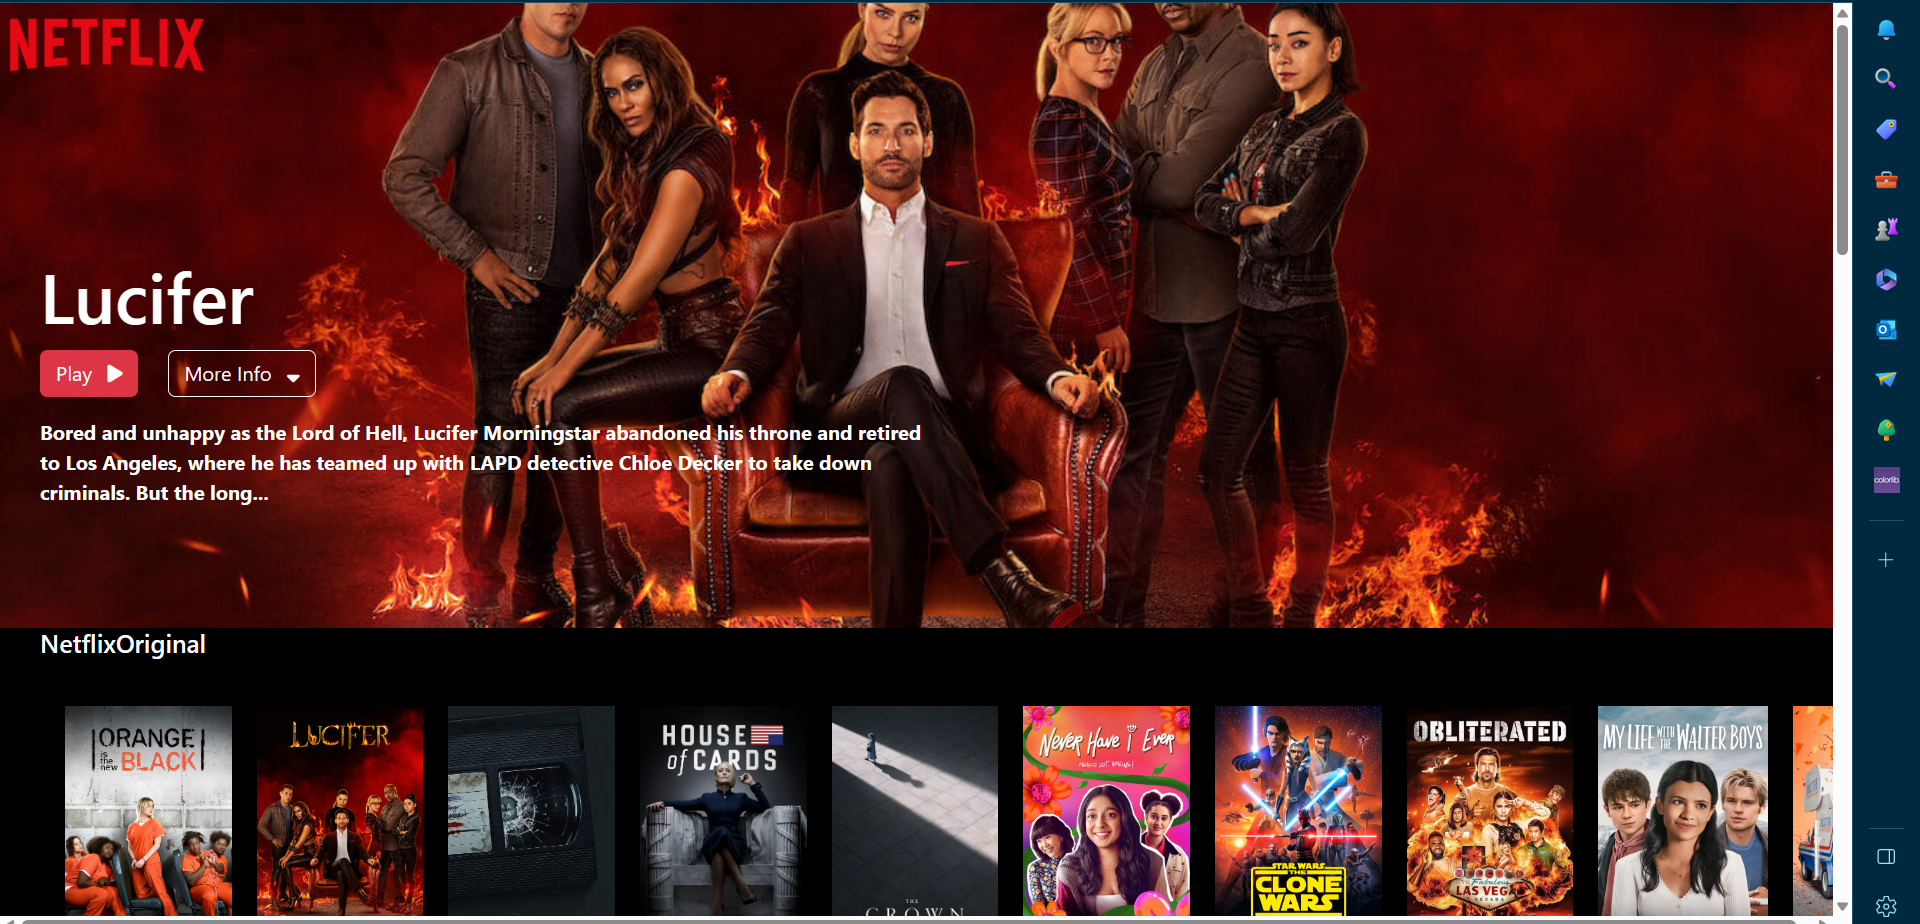 NETFLIX
Lucifer
Play
More Info
Bored and unhappy as the Lord of Hell, Lucifer Morningstar abandoned his throne and retired
to Los Angeles, where he has teamed up with LAPD detective Chloe Decker to take down
criminals. But the long...
colorlib.
NetflixOriginal
ORANGE
is the new
BLACK
LUCIFER
HOUSE
of CARDS
THE
CROWN
NEVER HAVE I EVER
STAR WARS
THE
CLONE
WARS
OBLITERATED
Fabulous
LAS VEGAS
NEVADA
MY LIFE WITH THE WALTER BOYS